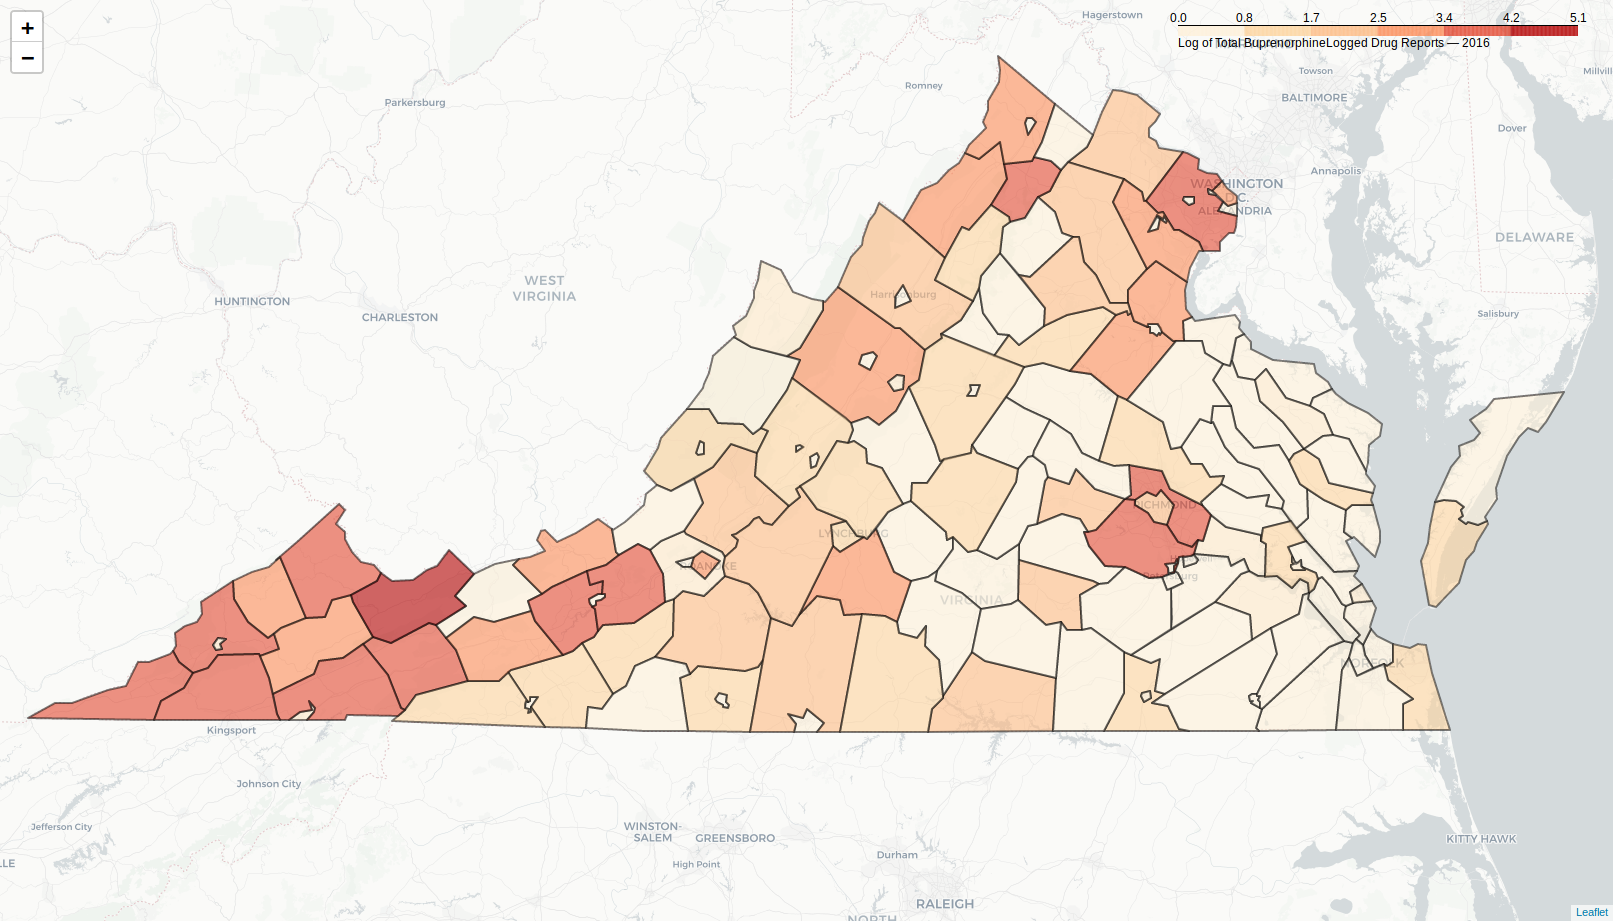 +
−
0.0 0.8 1.7 2.5 3.4 4.2 5.1
Log of Total BuprenorphineLogged Drug Reports — 2016
Hagerstown
Towson
Millvill
Romney
BALTIMORE
Parkersburg
Dover
Annapolis
WASHINGTON
D.C.
ALEXANDRIA
DELAWARE
WEST
VIRGINIA
Harrisonburg
HUNTINGTON
CHARLESTON
Salisbury
RICHMOND
LYNCHBURG
ROANOKE
Petersburg
VIRGINIA
NORFOLK
Kingsport
Johnson City
Jefferson City
WINSTON-
SALEM
GREENSBORO
KITTY HAWK
Durham
High Point
LLE
RALEIGH
NORTH
Leaflet